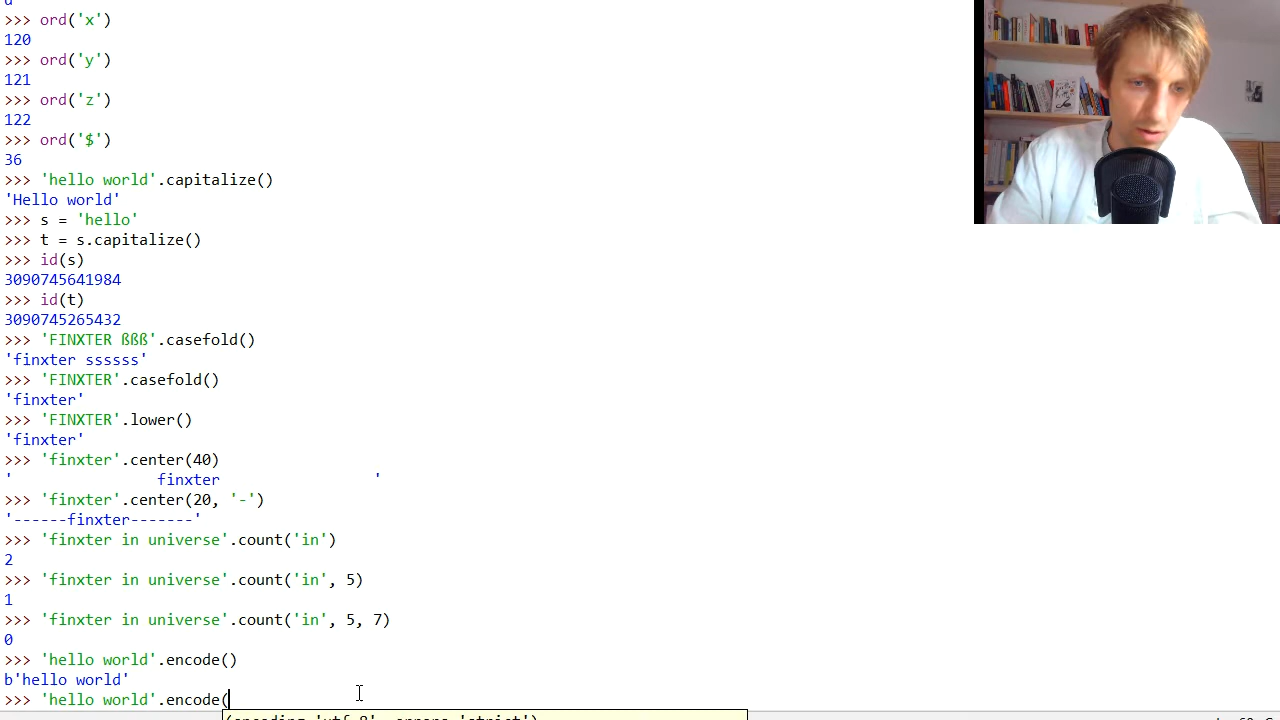 >>> ord('x')
120
>>> ord('y')
121
>>> ord('z')
122
>>> ord('$')
36
>>> 'hello world'.capitalize()
'Hello world'
>>> s = 'hello'
>>> t = s.capitalize()
>>> id(s)
3090745641984
>>> id(t)
3090745265432
>>> 'FINXTER ßßß'.casefold()
'finxter ssssss'
>>> 'FINXTER'.casefold()
'finxter'
>>> 'FINXTER'.lower()
'finxter'
>>> 'finxter'.center(40)
'                finxter                 '
>>> 'finxter'.center(20, '-')
'------finxter-------'
>>> 'finxter in universe'.count('in')
2
>>> 'finxter in universe'.count('in', 5)
1
>>> 'finxter in universe'.count('in', 5, 7)
0
>>> 'hello world'.encode()
b'hello world'
>>> 'hello world'.encode(